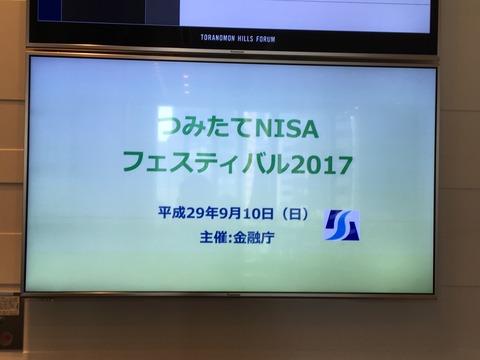 TORANOMON HILLS FORUM
つみたてNISA
フェスティバル2017
平成29年9月10日（日）
主催:金融庁
Panasonic